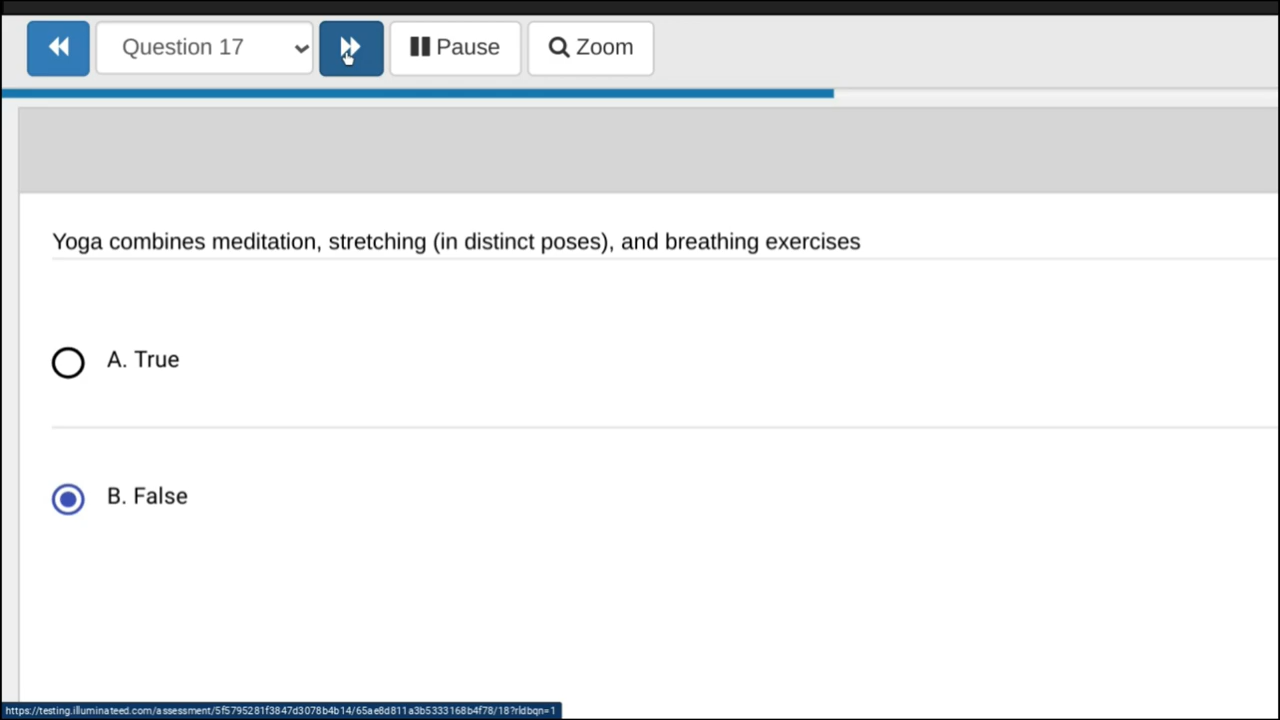 Question 17
Pause
Zoom
Yoga combines meditation, stretching (in distinct poses), and breathing exercises
A. True
B. False
https://testing.illuminateed.com/assessment/5f5795281f3847d3078b4b14/65ae8d811a3b5333168b4f78/18?rldbqn=1